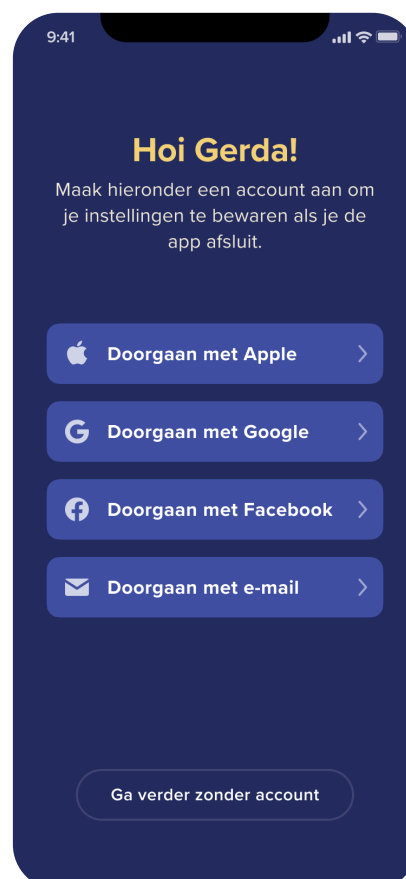 9:41
Hoi Gerda!
Maak hieronder een account aan om
je instellingen te bewaren als je de
app afsluit.
Doorgaan met Apple
Doorgaan met Google
Doorgaan met Facebook
Doorgaan met e-mail
Ga verder zonder account